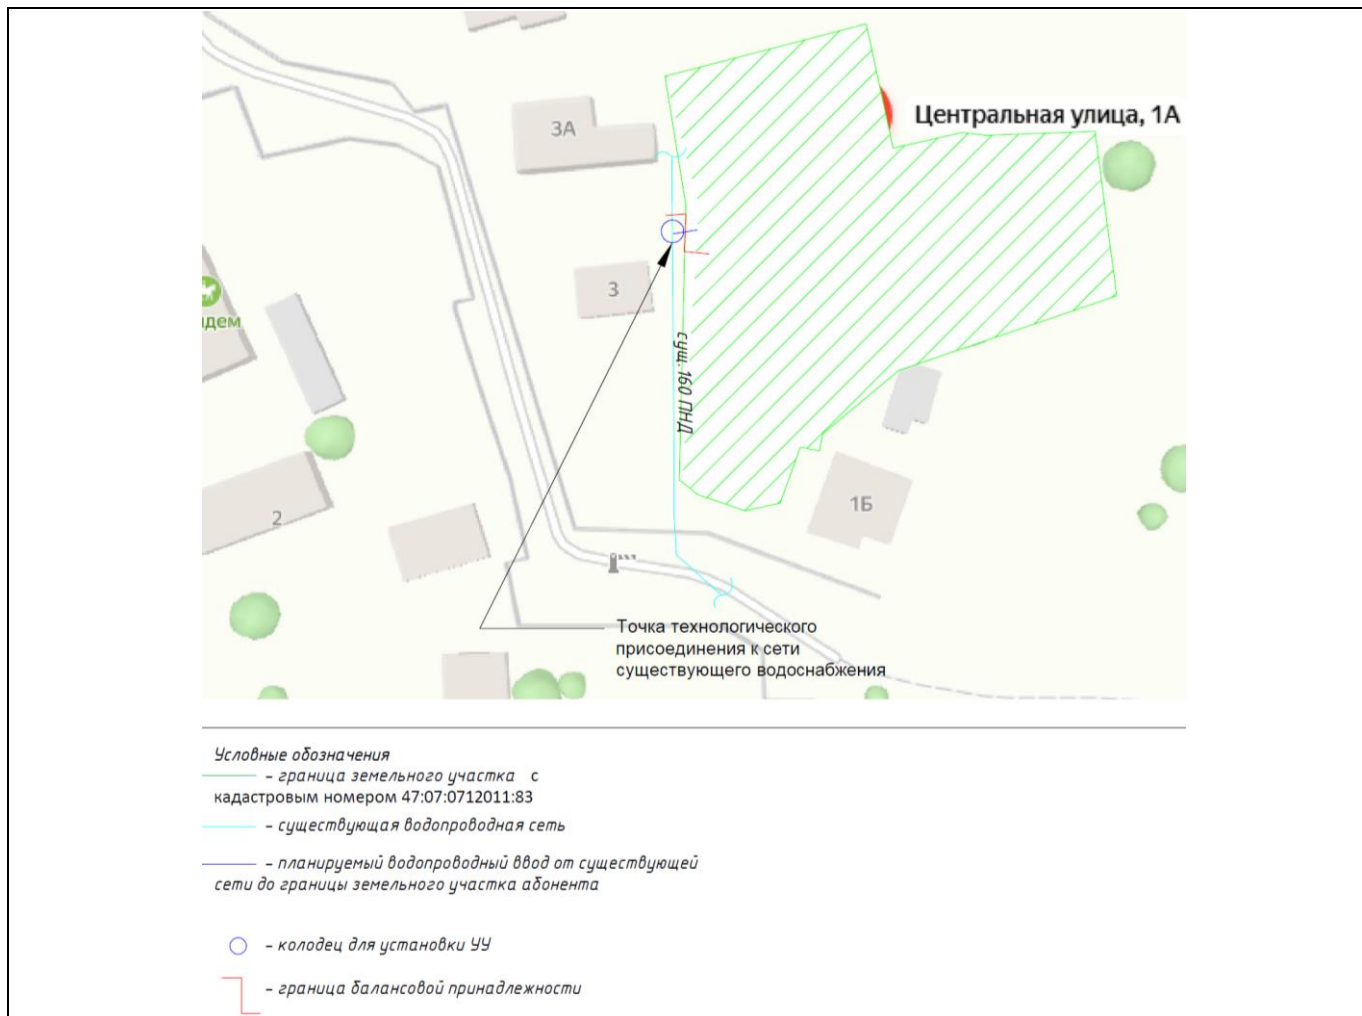 3А
Центральная улица, 1А
3
идем
сущ. 160 ПНД
1Б
2
Точка технологического
присоединения к сети
существующего водоснабжения
Условные обозначения
– граница земельного участка с
кадастровым номером 47:07:0712011:83
– существующая водопроводная сеть
– планируемый водопроводный ввод от существующей
сети до границы земельного участка абонента
– колодец для установки УУ
– граница балансовой принадлежности